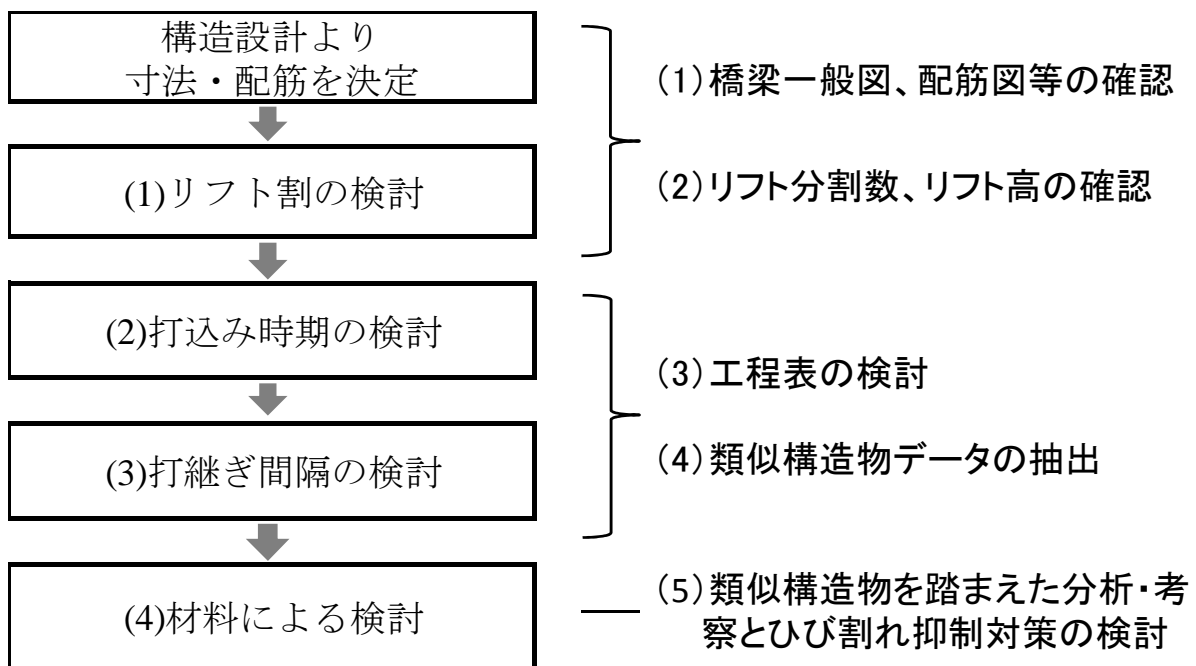 構造設計より
寸法・配筋を決定
(1)リフト割の検討
(2)打込み時期の検討
(3)打継ぎ間隔の検討
(4)材料による検討
(1)橋梁一般図、配筋図等の確認
(2)リフト分割数、リフト高の確認
(3)工程表の検討
(4)類似構造物データの抽出
(5)類似構造物を踏まえた分析・考
察とひび割れ抑制対策の検討